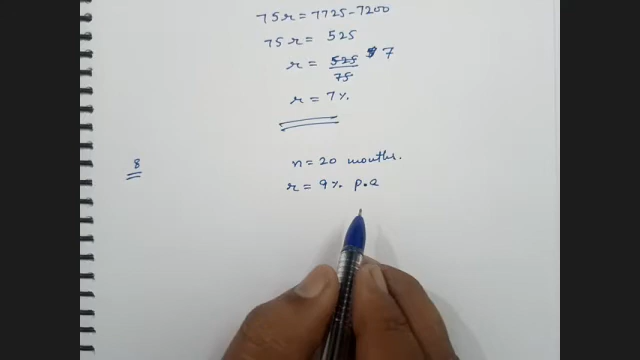 75r = 7725-7200
75r = 525
r = 525 7
75
r = 7%.
8
n = 20 months.
r = 9% p.a